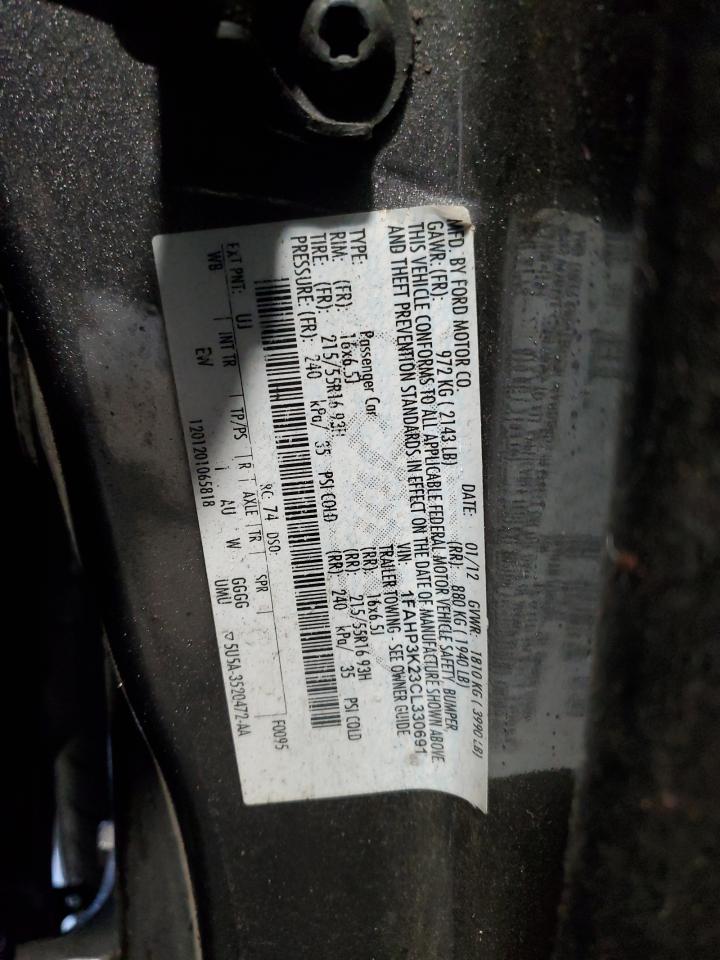 MFD. BY FORD MOTOR CO.
DATE: 01/12 GVWR: 1810 KG ( 3990 LB)
GAWR: (FR): 972 KG ( 2143 LB) (RR): 880 KG ( 1940 LB)
THIS VEHICLE CONFORMS TO ALL APPLICABLE FEDERAL MOTOR VEHICLE SAFETY, BUMPER
AND THEFT PREVENTION STANDARDS IN EFFECT ON THE DATE OF MANUFACTURE SHOWN ABOVE
VIN: 1FAHP3K23CL330691
TYPE: Passenger Car TRAILER TOWING - SEE OWNER GUIDE
RIM: (FR): 16x6.5J (RR): 16x6.5J
TIRE: (FR): 215/55R16 93H (RR): 215/55R16 93H
PRESSURE: (FR): 240 kPa/ 35 PSI COLD (RR): 240 kPa/ 35 PSI COLD
RC: 74 DSO: F0095
EXT PNT: UJ INT TR TP/PS R AXLE TR SPR
WB EW AU W GGGG
UMU
1201201065818 5U5A-3520472-AA